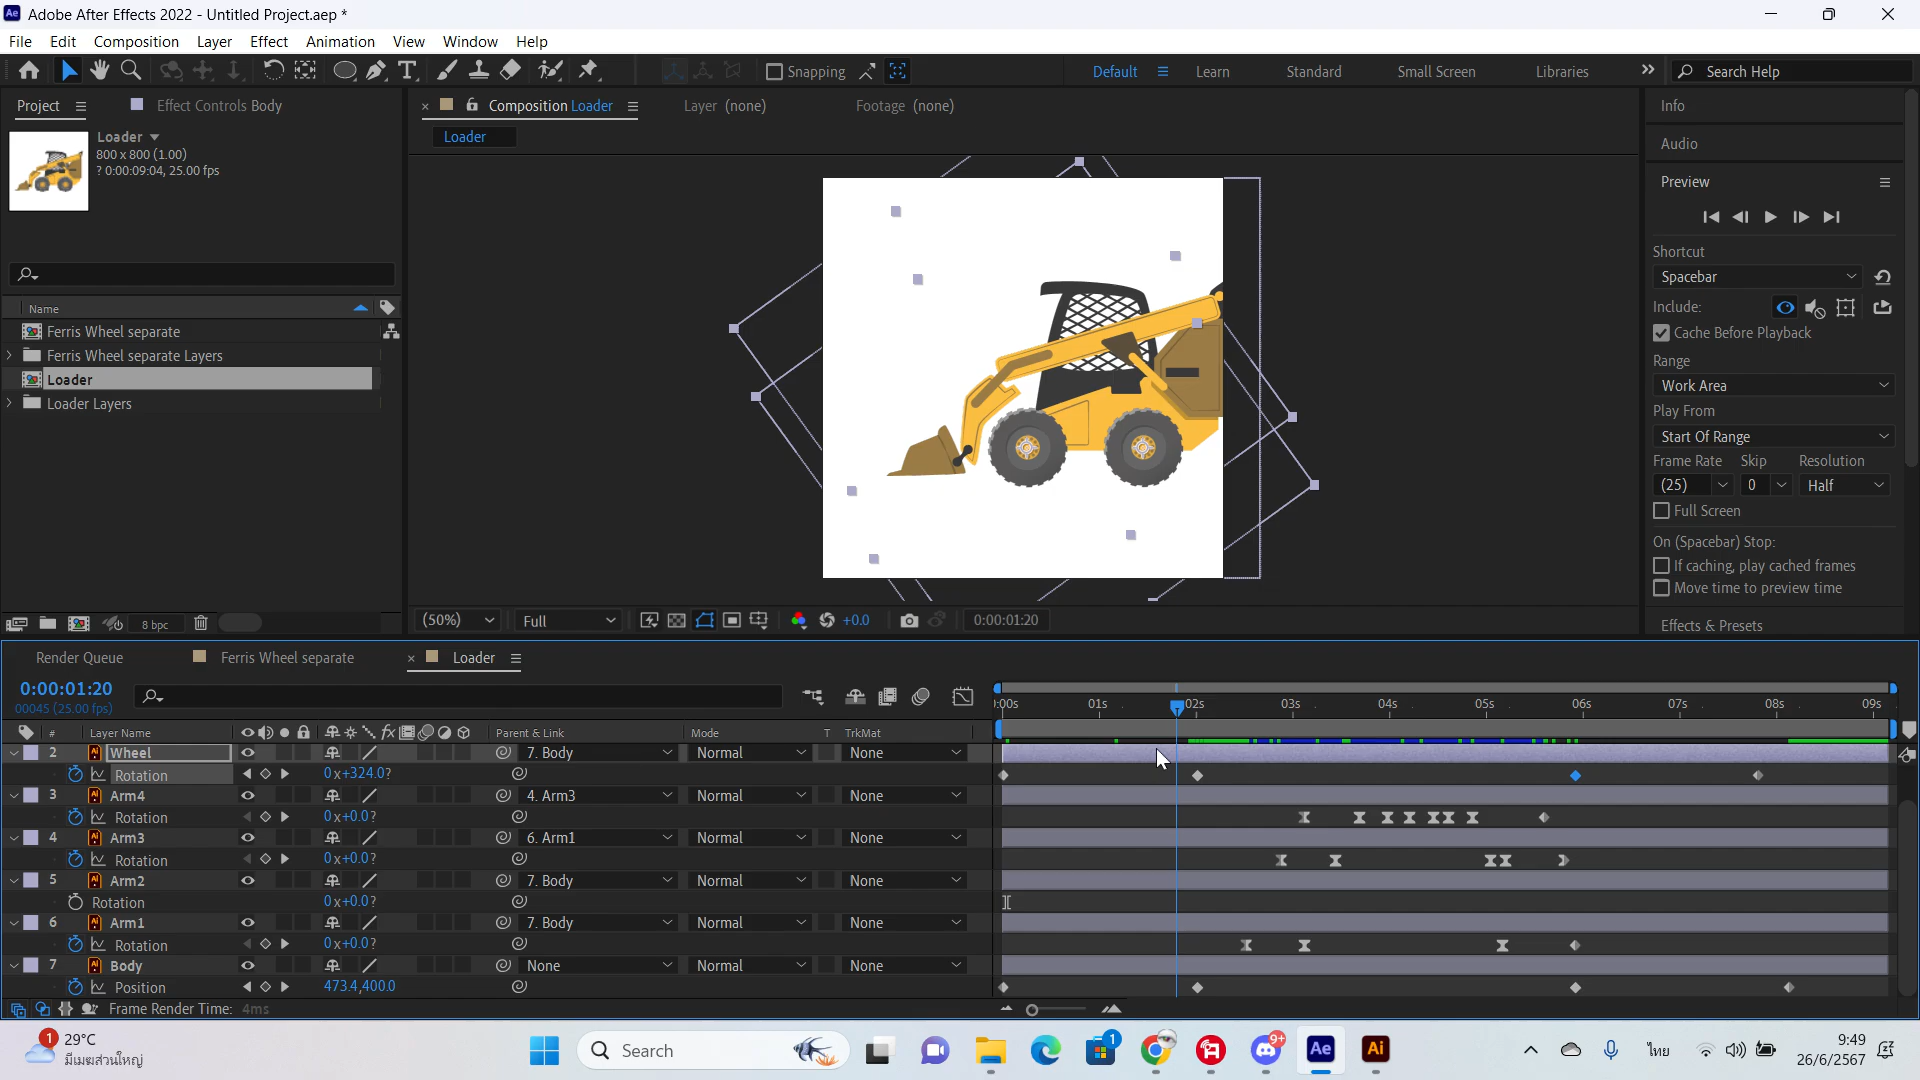 Adobe After Effects 2022 - Untitled Project.aep *
File Edit Composition Layer Effect Animation View Window Help
Snapping Default Learn Standard Small Screen Libraries Search Help
Project Effect Controls Body Composition Loader Layer (none) Footage (none) Info
Loader
800 x 800 (1.00)
? 0:00:09:04, 25.00 fps
Loader
Audio
Preview
Shortcut
Spacebar
Include:
Cache Before Playback
Range
Work Area
Play From
Start Of Range
Frame Rate Skip Resolution
(25) 0 Half
Full Screen
On (Spacebar) Stop:
If caching, play cached frames
Move time to preview time
Effects & Presets
Name
Ferris Wheel separate
Ferris Wheel separate Layers
Loader
Loader Layers
8 bpc
(50%) Full +0.0 0:00:01:20
Render Queue Ferris Wheel separate Loader
0:00:01:20
00045 (25.00 fps)
:00s 01s 02s 03s 04s 05s 06s 07s 08s 09s
# Layer Name Parent & Link Mode T TrkMat
2 Wheel 7. Body Normal None
Rotation 0x+324.0?
3 Arm4 4. Arm3 Normal None
Rotation 0x+0.0?
4 Arm3 6. Arm1 Normal None
Rotation 0x+0.0?
5 Arm2 7. Body Normal None
Rotation 0x+0.0?
6 Arm1 7. Body Normal None
Rotation 0x+0.0?
7 Body None Normal None
Position 473.4,400.0
Frame Render Time: 4ms
1 29°C
มีเมฆส่วนใหญ่
Search
1
9+
Ae
Ai
ไทย
9:49
26/6/2567